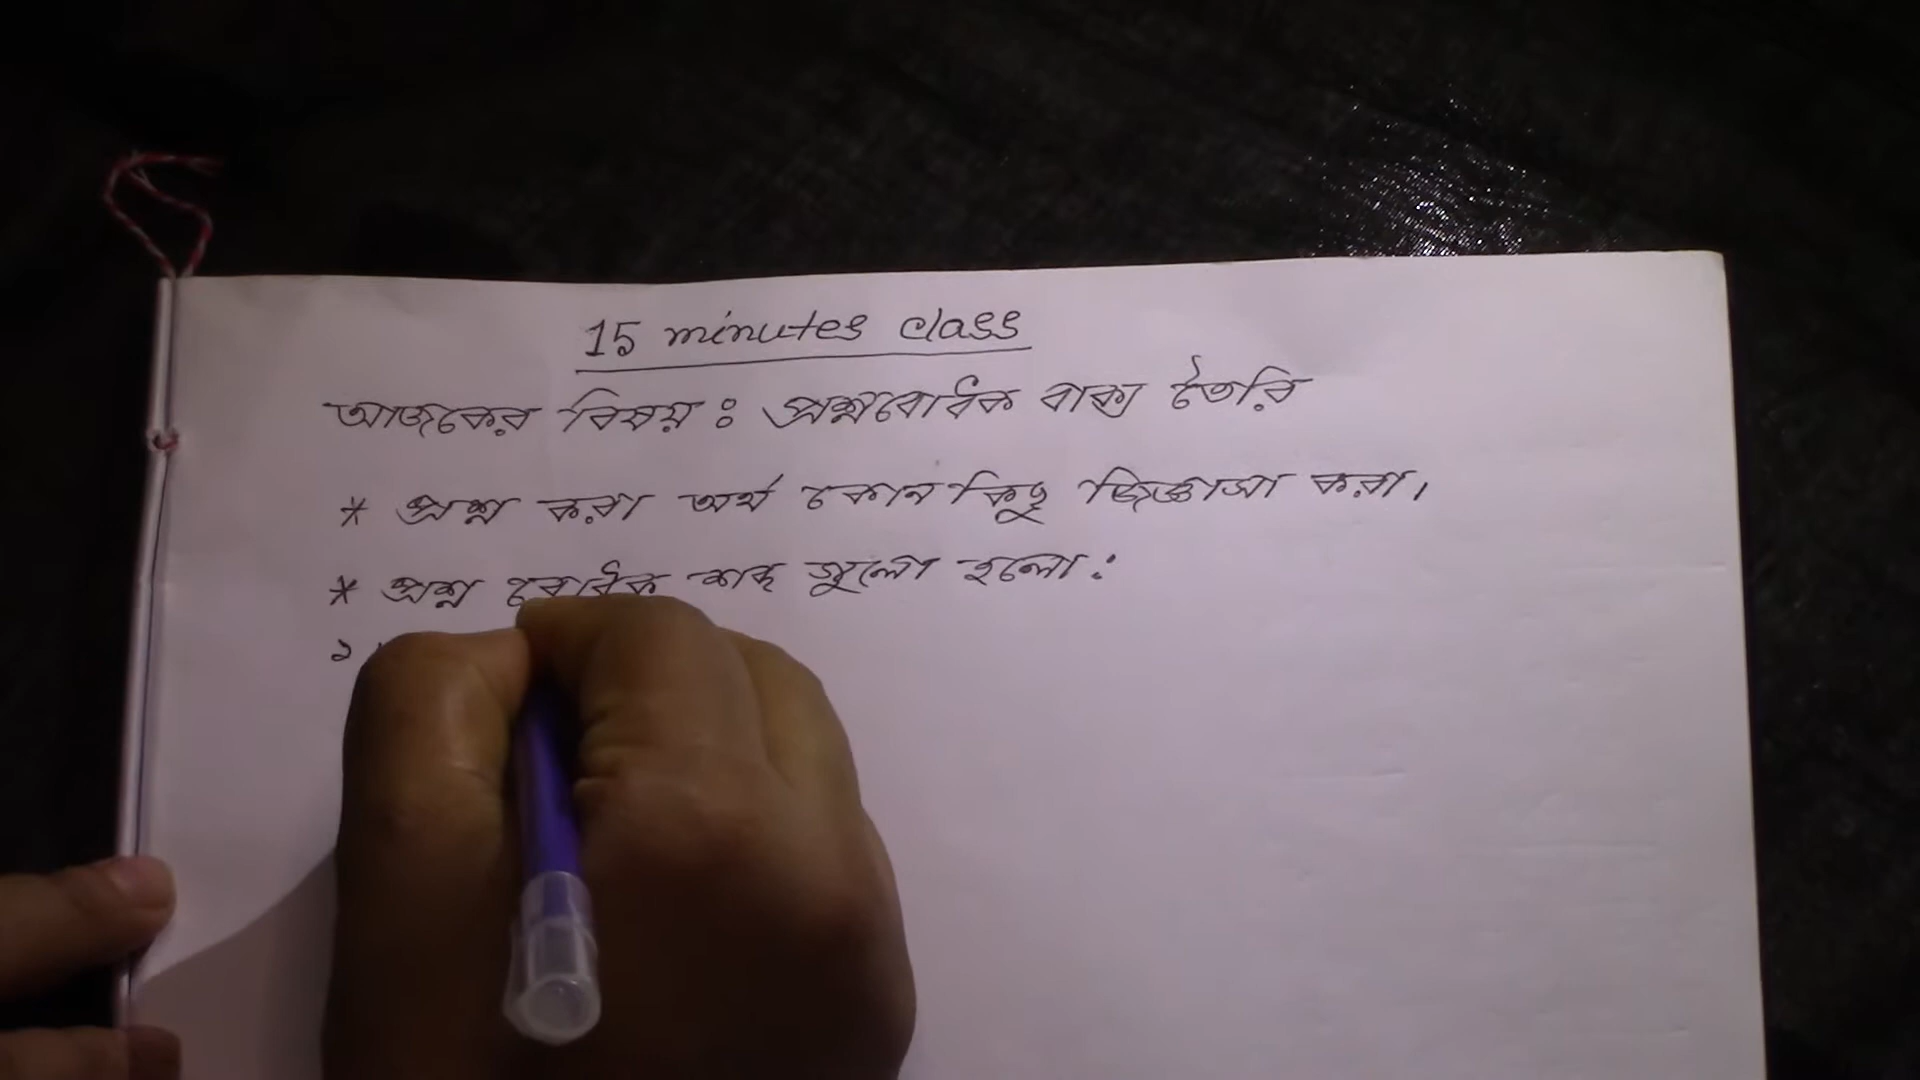 15 minutes class
আজকের বিষয় : প্রশ্নবোধক বাক্য তৈরি
* প্রশ্ন করা অর্থ কোন কিছু জিজ্ঞাসা করা।
* প্রশ্ন বোধক শব্দ গুলো হলো :
১